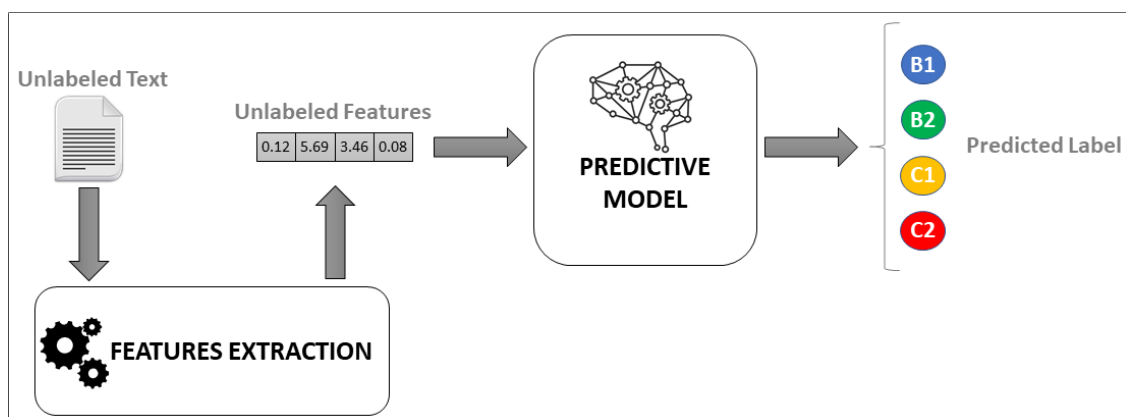 Unlabeled Text
FEATURES EXTRACTION
Unlabeled Features
0.12 5.69 3.46 0.08
PREDICTIVE
MODEL
B1
B2
C1
C2
Predicted Label